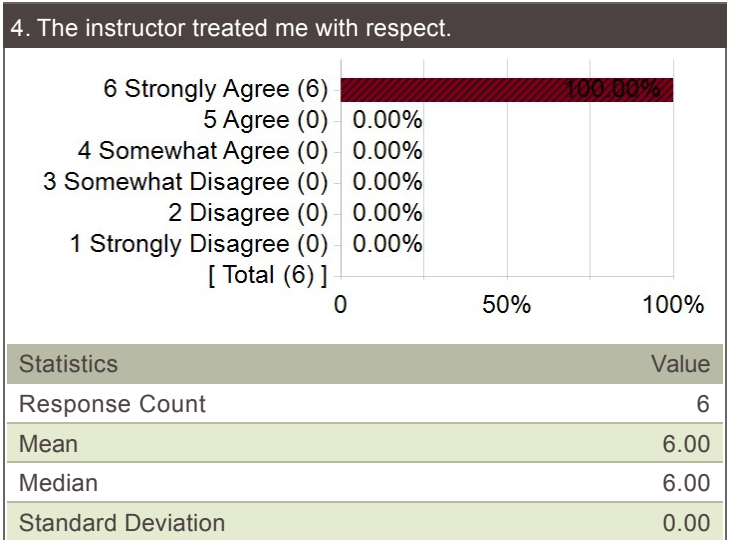 4. The instructor treated me with respect.
6 Strongly Agree (6) 100.00%
5 Agree (0) 0.00%
4 Somewhat Agree (0) 0.00%
3 Somewhat Disagree (0) 0.00%
2 Disagree (0) 0.00%
1 Strongly Disagree (0) 0.00%
[ Total (6) ]
0 50% 100%
Statistics Value
Response Count 6
Mean 6.00
Median 6.00
Standard Deviation 0.00